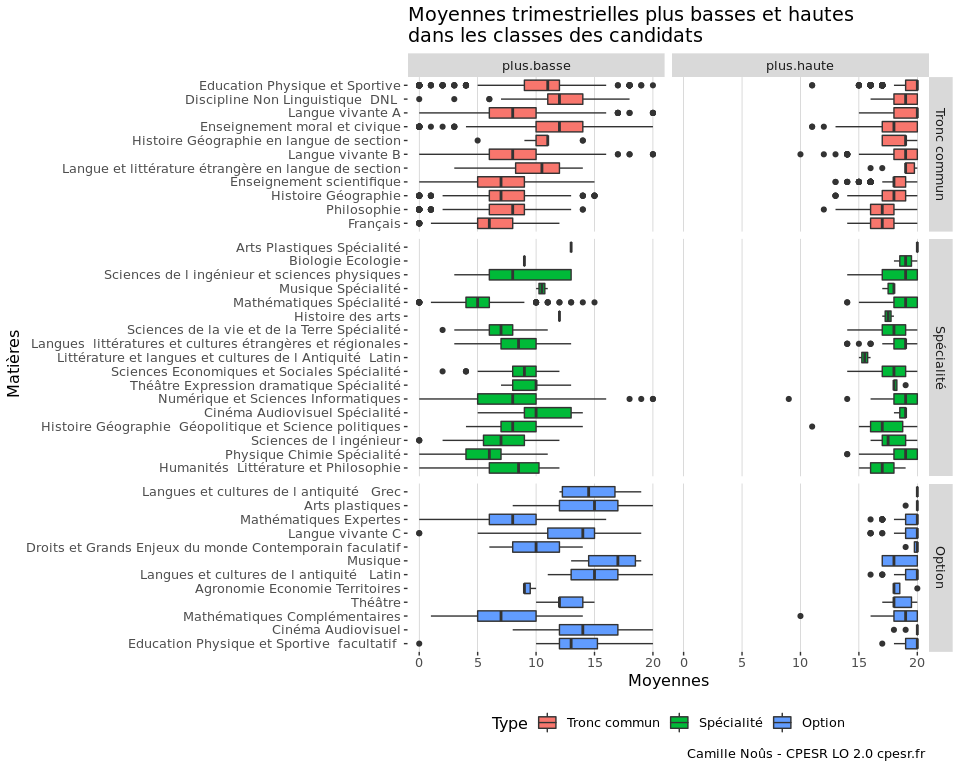 Moyennes trimestrielles plus basses et hautes
dans les classes des candidats
plus.basse
plus.haute
Matières
Education Physique et Sportive
Discipline Non Linguistique DNL
Langue vivante A
Enseignement moral et civique
Histoire Géographie en langue de section
Langue vivante B
Langue et littérature étrangère en langue de section
Enseignement scientifique
Histoire Géographie
Philosophie
Français
Tronc commun
Arts Plastiques Spécialité
Biologie Ecologie
Sciences de l ingénieur et sciences physiques
Musique Spécialité
Mathématiques Spécialité
Histoire des arts
Sciences de la vie et de la Terre Spécialité
Langues littératures et cultures étrangères et régionales
Littérature et langues et cultures de l Antiquité Latin
Sciences Economiques et Sociales Spécialité
Théâtre Expression dramatique Spécialité
Numérique et Sciences Informatiques
Cinéma Audiovisuel Spécialité
Histoire Géographie Géopolitique et Science politiques
Sciences de l ingénieur
Physique Chimie Spécialité
Humanités Littérature et Philosophie
Spécialité
Langues et cultures de l antiquité Grec
Arts plastiques
Mathématiques Expertes
Langue vivante C
Droits et Grands Enjeux du monde Contemporain faculatif
Musique
Langues et cultures de l antiquité Latin
Agronomie Economie Territoires
Théâtre
Mathématiques Complémentaires
Cinéma Audiovisuel
Education Physique et Sportive facultatif
Option
0 5 10 15 20 0 5 10 15 20
Moyennes
Type Tronc commun Spécialité Option
Camille Noûs - CPESR LO 2.0 cpesr.fr